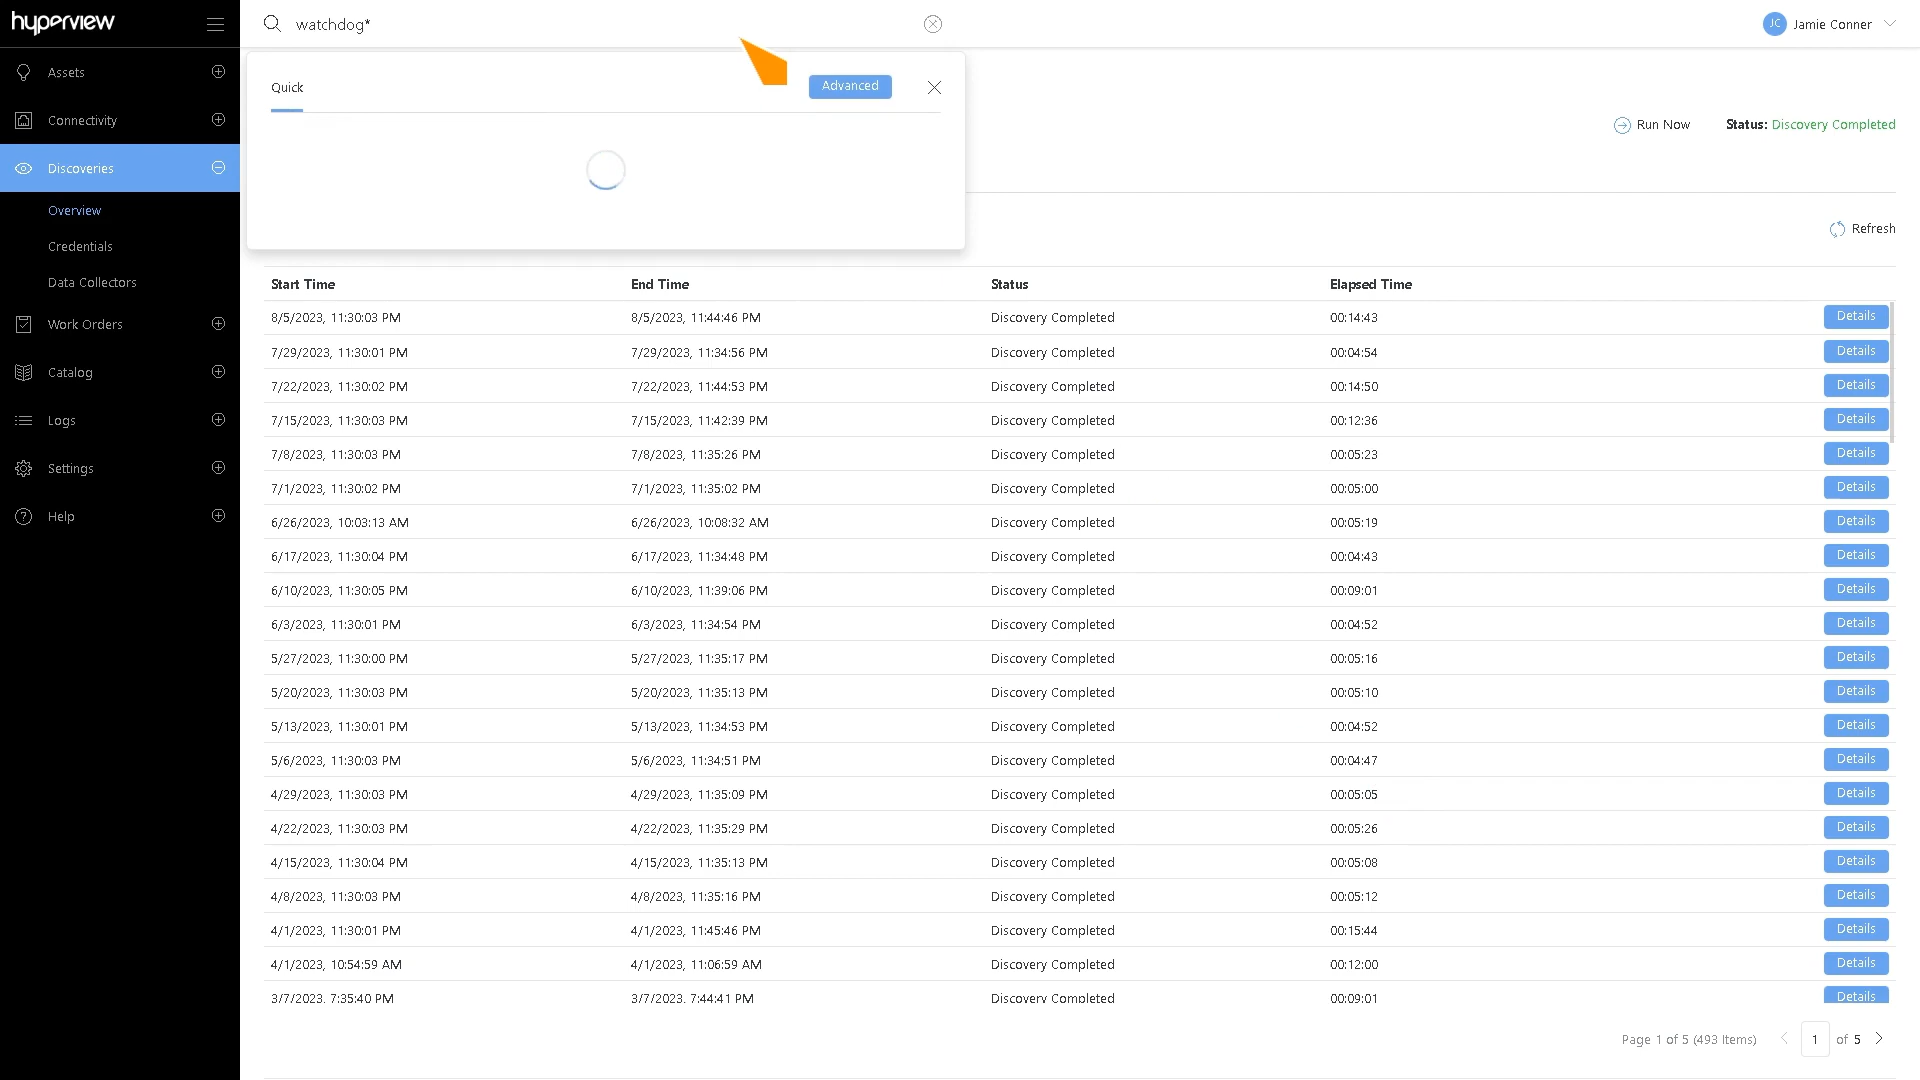 hyperview
watchdog*
JC Jamie Conner
Assets
Connectivity
Discoveries
Overview
Credentials
Data Collectors
Work Orders
Catalog
Logs
Settings
Help
Quick Advanced
Run Now Status: Discovery Completed
Refresh
Start Time End Time Status Elapsed Time
8/5/2023, 11:30:03 PM 8/5/2023, 11:44:46 PM Discovery Completed 00:14:43 Details
7/29/2023, 11:30:01 PM 7/29/2023, 11:34:56 PM Discovery Completed 00:04:54 Details
7/22/2023, 11:30:02 PM 7/22/2023, 11:44:53 PM Discovery Completed 00:14:50 Details
7/15/2023, 11:30:03 PM 7/15/2023, 11:42:39 PM Discovery Completed 00:12:36 Details
7/8/2023, 11:30:03 PM 7/8/2023, 11:35:26 PM Discovery Completed 00:05:23 Details
7/1/2023, 11:30:02 PM 7/1/2023, 11:35:02 PM Discovery Completed 00:05:00 Details
6/26/2023, 10:03:13 AM 6/26/2023, 10:08:32 AM Discovery Completed 00:05:19 Details
6/17/2023, 11:30:04 PM 6/17/2023, 11:34:48 PM Discovery Completed 00:04:43 Details
6/10/2023, 11:30:05 PM 6/10/2023, 11:39:06 PM Discovery Completed 00:09:01 Details
6/3/2023, 11:30:01 PM 6/3/2023, 11:34:54 PM Discovery Completed 00:04:52 Details
5/27/2023, 11:30:00 PM 5/27/2023, 11:35:17 PM Discovery Completed 00:05:16 Details
5/20/2023, 11:30:03 PM 5/20/2023, 11:35:13 PM Discovery Completed 00:05:10 Details
5/13/2023, 11:30:01 PM 5/13/2023, 11:34:53 PM Discovery Completed 00:04:52 Details
5/6/2023, 11:30:03 PM 5/6/2023, 11:34:51 PM Discovery Completed 00:04:47 Details
4/29/2023, 11:30:03 PM 4/29/2023, 11:35:09 PM Discovery Completed 00:05:05 Details
4/22/2023, 11:30:03 PM 4/22/2023, 11:35:29 PM Discovery Completed 00:05:26 Details
4/15/2023, 11:30:04 PM 4/15/2023, 11:35:13 PM Discovery Completed 00:05:08 Details
4/8/2023, 11:30:03 PM 4/8/2023, 11:35:16 PM Discovery Completed 00:05:12 Details
4/1/2023, 11:30:01 PM 4/1/2023, 11:45:46 PM Discovery Completed 00:15:44 Details
4/1/2023, 10:54:59 AM 4/1/2023, 11:06:59 AM Discovery Completed 00:12:00 Details
3/7/2023, 7:35:40 PM 3/7/2023, 7:44:41 PM Discovery Completed 00:09:01 Details
Page 1 of 5 (493 Items) 1 of 5